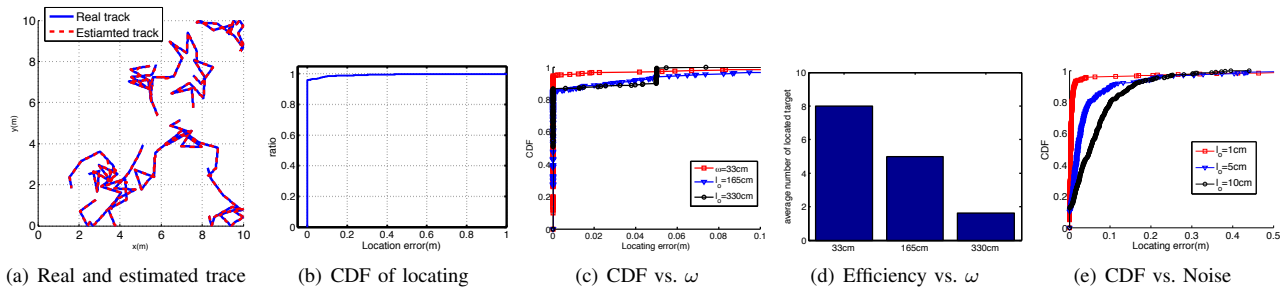 Real track
Estiamted track
10
8
6
4
2
0
y(m)
0 2 4 6 8 10
x(m)
(a) Real and estimated trace
1
0.8
0.6
0.4
0.2
0
ratio
0 0.2 0.4 0.6 0.8 1
Location error(m)
(b) CDF of locating
1
0.8
0.6
0.4
0.2
0
CDF
0 0.02 0.04 0.06 0.08 0.1
Locating error(m)
ω=33cm
l_o=165cm
l_o=330cm
(c) CDF vs. ω
10
8
6
4
2
0
average number of located target
33cm 165cm 330cm
(d) Efficiency vs. ω
1
0.8
0.6
0.4
0.2
0
CDF
0 0.1 0.2 0.3 0.4 0.5
Locating error(m)
l_o=1cm
l_o=5cm
l_o=10cm
(e) CDF vs. Noise